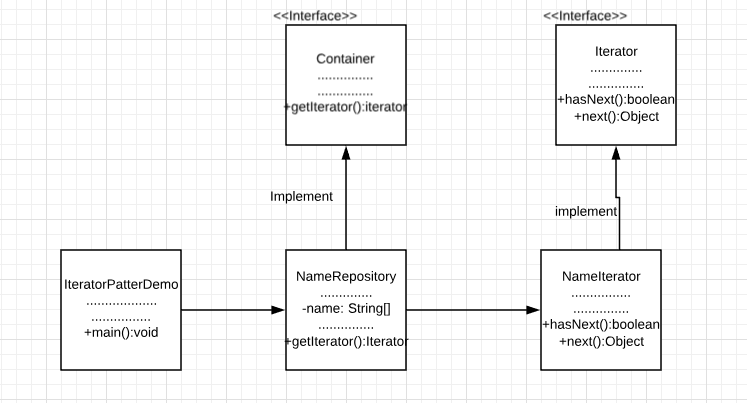 <<Interface>>
Container
...............
...............
+getIterator():iterator
<<Interface>>
Iterator
..............
...............
+hasNext():boolean
+next():Object
Implement
implement
IteratorPatterDemo
...................
................
+main():void
NameRepository
..............
-name: String[]
...............
+getIterator():Iterator
NameIterator
................
...............
+hasNext():boolean
+next():Object